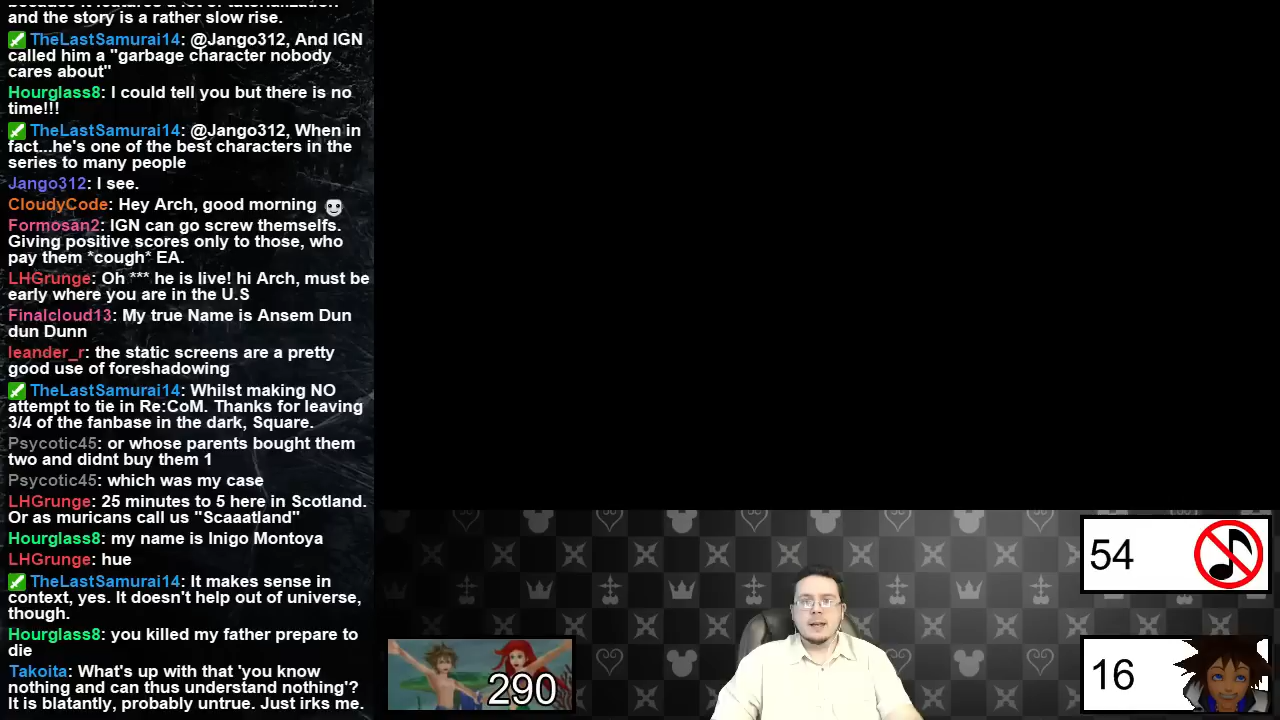 and the story is a rather slow rise.
TheLastSamurai14: @Jango312, And IGN
called him a "garbage character nobody
cares about"
Hourglass8: I could tell you but there is no
time!!!
TheLastSamurai14: @Jango312, When in
fact...he's one of the best characters in the
series to many people
Jango312: I see.
CloudyCode: Hey Arch, good morning
Formosan2: IGN can go screw themselfs.
Giving positive scores only to those, who
pay them *cough* EA.
LHGrunge: Oh *** he is live! hi Arch, must be
early where you are in the U.S
Finalcloud13: My true Name is Ansem Dun
dun Dunn
leander_r: the static screens are a pretty
good use of foreshadowing
TheLastSamurai14: Whilst making NO
attempt to tie in Re:CoM. Thanks for leaving
3/4 of the fanbase in the dark, Square.
Psycotic45: or whose parents bought them
two and didnt buy them 1
Psycotic45: which was my case
LHGrunge: 25 minutes to 5 here in Scotland.
Or as muricans call us "Scaaatland"
Hourglass8: my name is Inigo Montoya
LHGrunge: hue
TheLastSamurai14: It makes sense in
context, yes. It doesn't help out of universe,
though.
Hourglass8: you killed my father prepare to
die
Takoita: What's up with that 'you know
nothing and can thus understand nothing'?
It is blatantly, probably untrue. Just irks me.
290
54
16